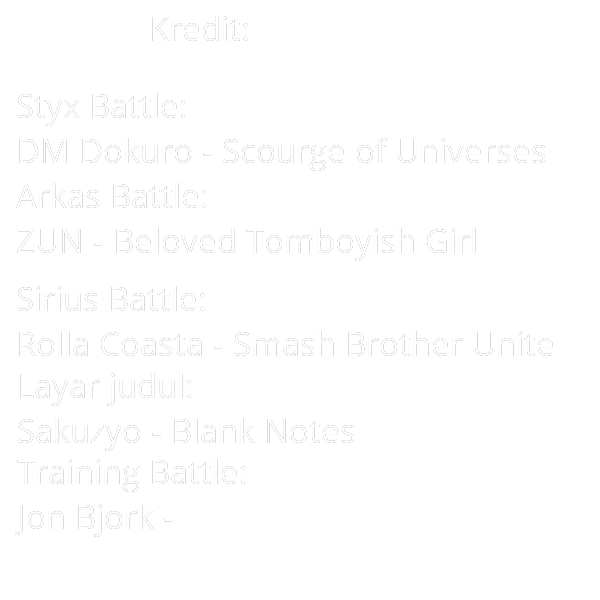 Kredit:
Styx Battle:
DM Dokuro - Scourge of Universes
Arkas Battle:
ZUN - Beloved Tomboyish Girl
Sirius Battle:
Rolla Coasta - Smash Brother Unite
Layar judul:
Sakuzyo - Blank Notes
Training Battle:
Jon Bjork -